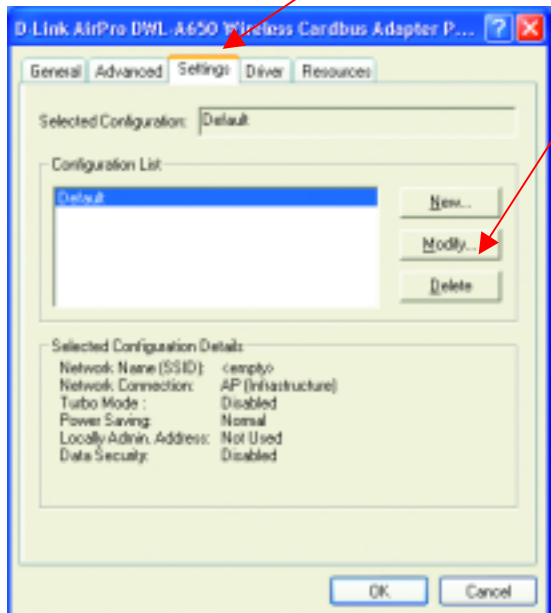 D-Link AirPro DWL-A650 Wireless Cardbus Adapter P...
General Advanced Settings Driver Resources
Selected Configuration: Default
Configuration List
Default
New...
Modify...
Delete
Selected Configuration Details
Network Name (SSID): <empty>
Network Connection: AP (Infrastructure)
Turbo Mode : Disabled
Power Saving: Normal
Locally Admin. Address: Not Used
Data Security: Disabled
OK Cancel